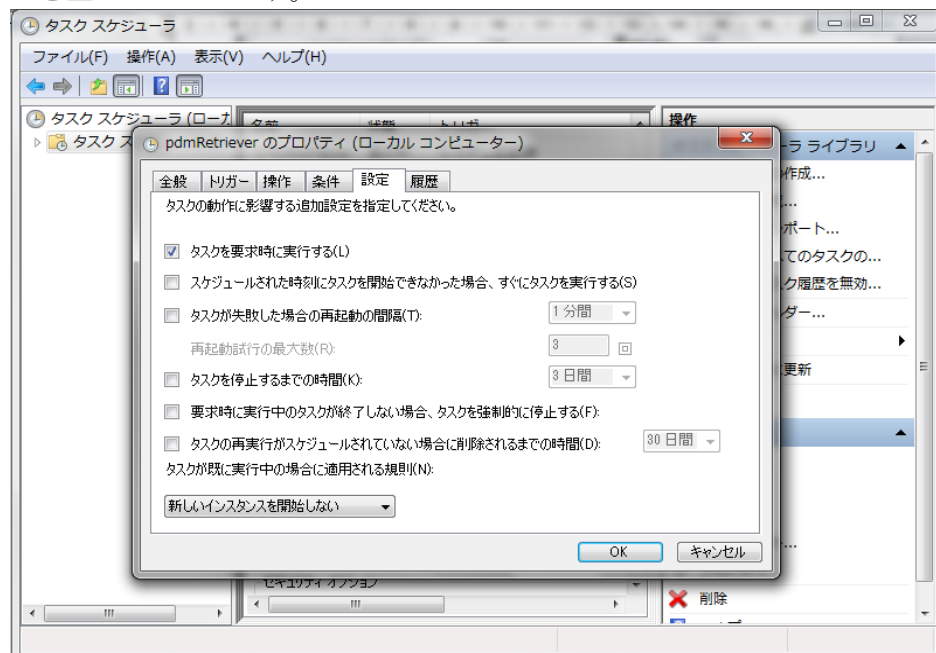 タスク スケジューラ
ファイル(F) 操作(A) 表示(V) ヘルプ(H)
タスク スケジューラ (ローカ
タスク ス
名前 状態 トリガー
操作
ラ ライブラリ
作成...
ポート...
てのタスクの...
ク履歴を無効...
ダー...
更新
pdmRetriever のプロパティ (ローカル コンピューター)
全般 トリガー 操作 条件 設定 履歴
タスクの動作に影響する追加設定を指定してください。
タスクを要求時に実行する(L)
スケジュールされた時刻にタスクを開始できなかった場合、すぐにタスクを実行する(S)
タスクが失敗した場合の再起動の間隔(T): 1 分間
再起動試行の最大数(R): 3 回
タスクを停止するまでの時間(K): 3 日間
要求時に実行中のタスクが終了しない場合、タスクを強制的に停止する(F):
タスクの再実行がスケジュールされていない場合に削除されるまでの時間(D): 30 日間
タスクが既に実行中の場合に適用される規則(N):
新しいインスタンスを開始しない
OK キャンセル
セキュリティ オプション
削除